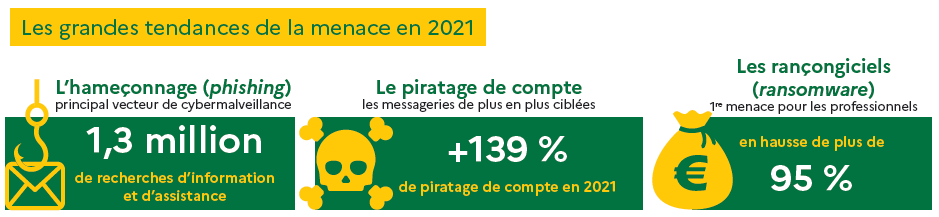 Les grandes tendances de la menace en 2021
L'hameçonnage (phishing)
principal vecteur de cybermalveillance
1,3 million
de recherches d'information
et d'assistance
Le piratage de compte
les messageries de plus en plus ciblées
+139 %
de piratage de compte en 2021
Les rançongiciels
(ransomware)
1re menace pour les professionnels
en hausse de plus de
95 %
€